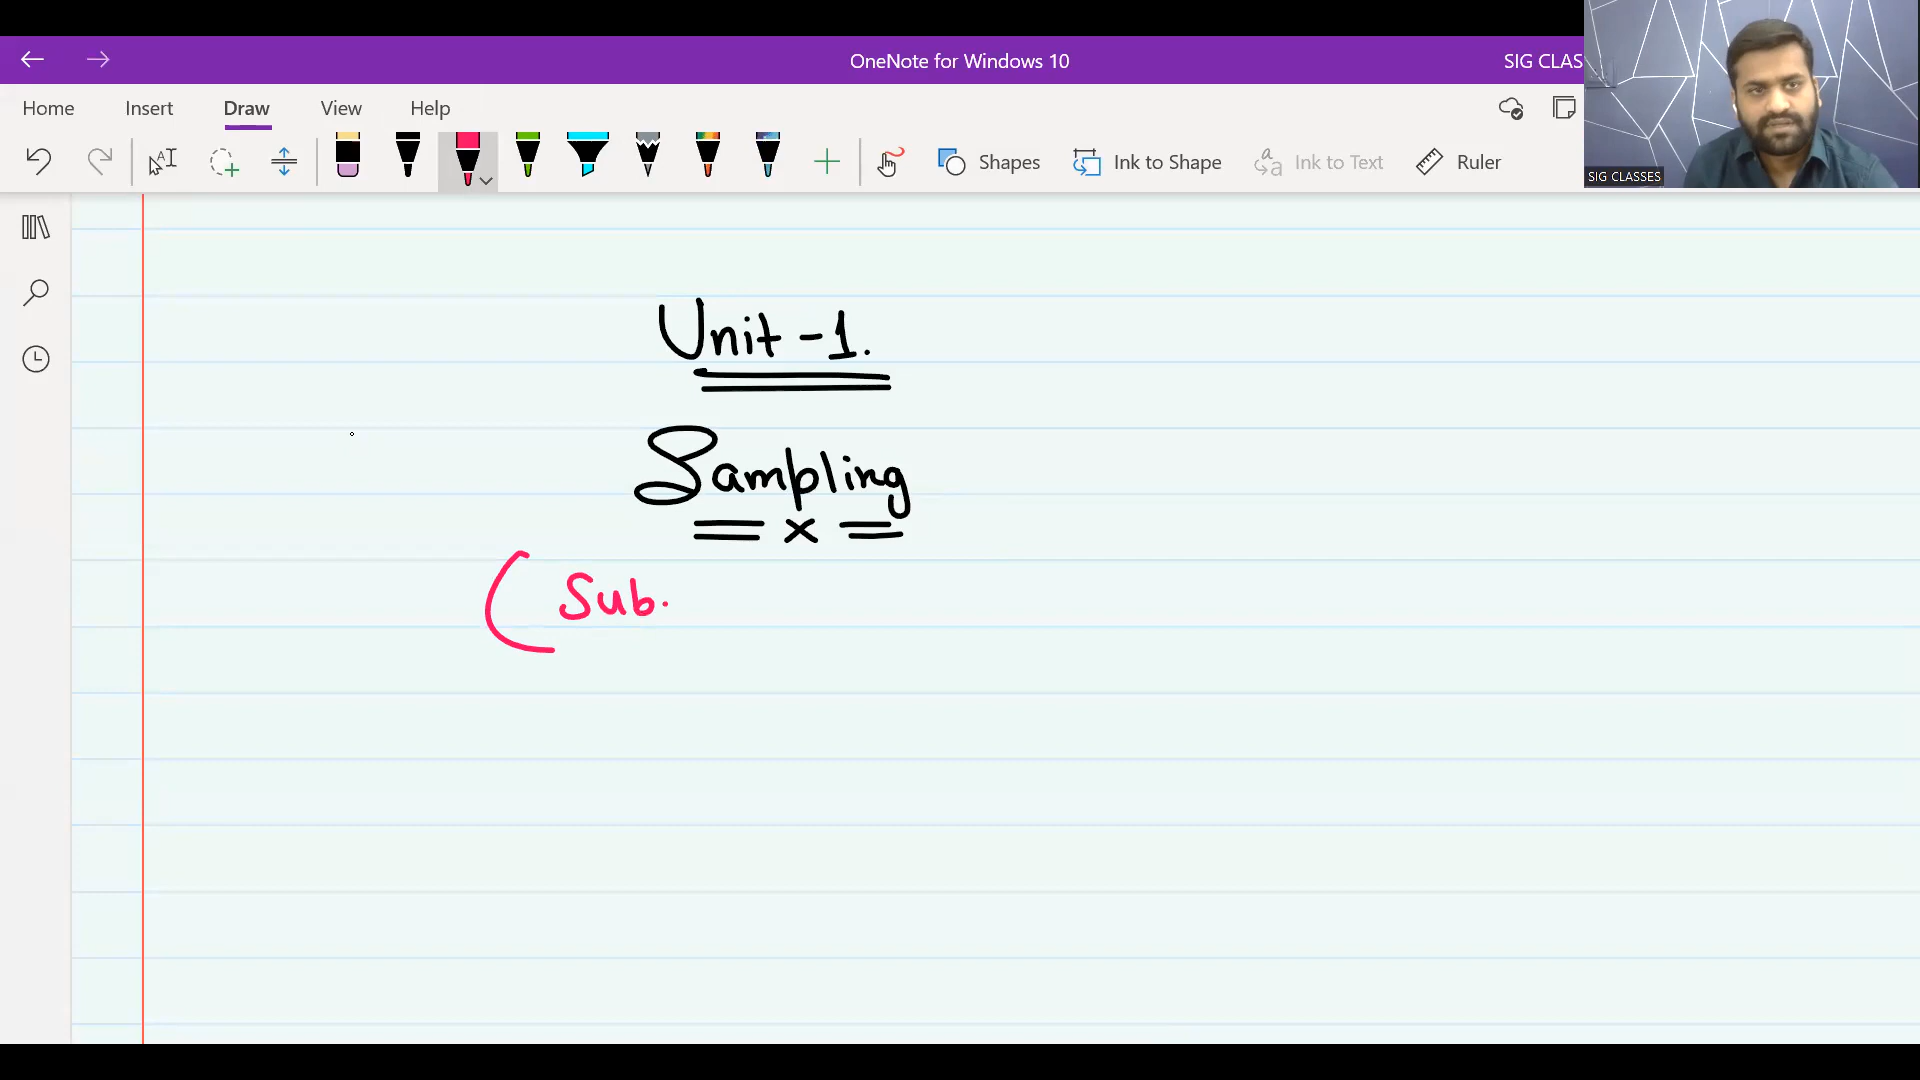 OneNote for Windows 10
SIG CLAS
Home Insert Draw View Help
Shapes Ink to Shape Ink to Text Ruler
SIG CLASSES
Unit - 1.
Sampling
= x =
( Sub.